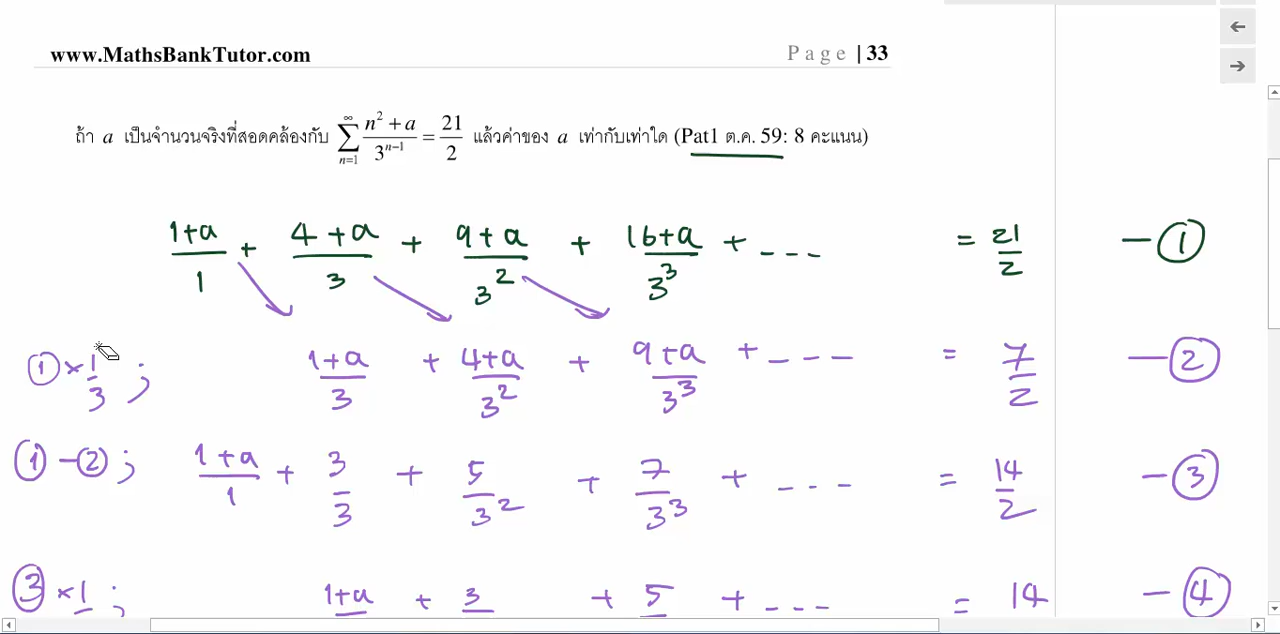 www.MathsBankTutor.com
Page | 33
ถ้า a เป็นจำนวนจริงที่สอดคล้องกับ ∑_{n=1}^{∞} (n² + a)/3^{n−1} = 21/2 แล้วค่าของ a เท่ากับเท่าใด (Pat1 ต.ค. 59: 8 คะแนน)
(1+a)/1 + (4+a)/3 + (9+a)/3² + (16+a)/3³ + --- = 21/2 — ①
① × 1/3 ; (1+a)/3 + (4+a)/3² + (9+a)/3³ + --- = 7/2 — ②
① − ② ; (1+a)/1 + 3/3 + 5/3² + 7/3³ + --- = 14/2 — ③
③ × 1 ; 1+a + 3 + 5 + --- = 14 — ④